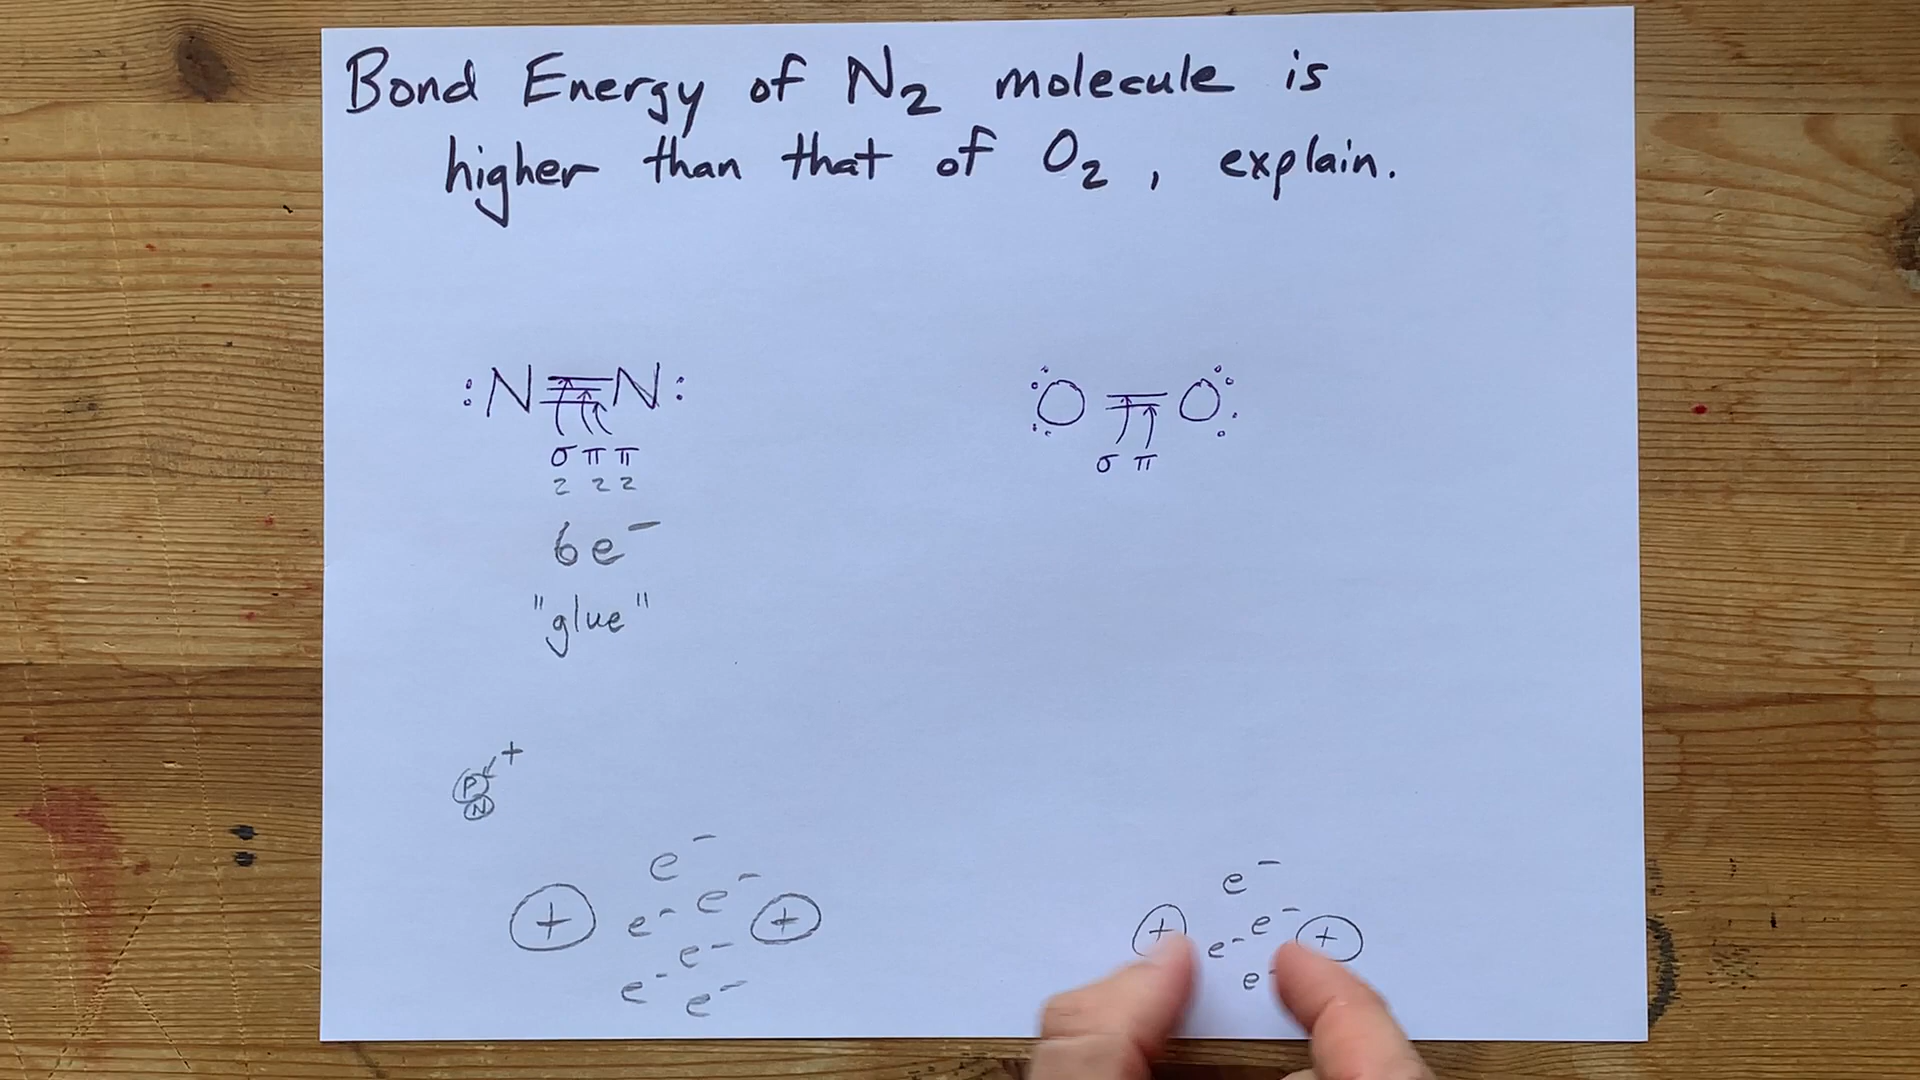 Bond Energy of N2 molecule is
higher than that of O2, explain.
:N≡N:
O=O
σ π π
σ π
2 2 2
6e⁻
"glue"
+
P
N
e⁻
e⁻
e⁻
e⁻
+ e⁻ +
+ e⁻ e⁻ +
e⁻
e⁻
e⁻
e⁻